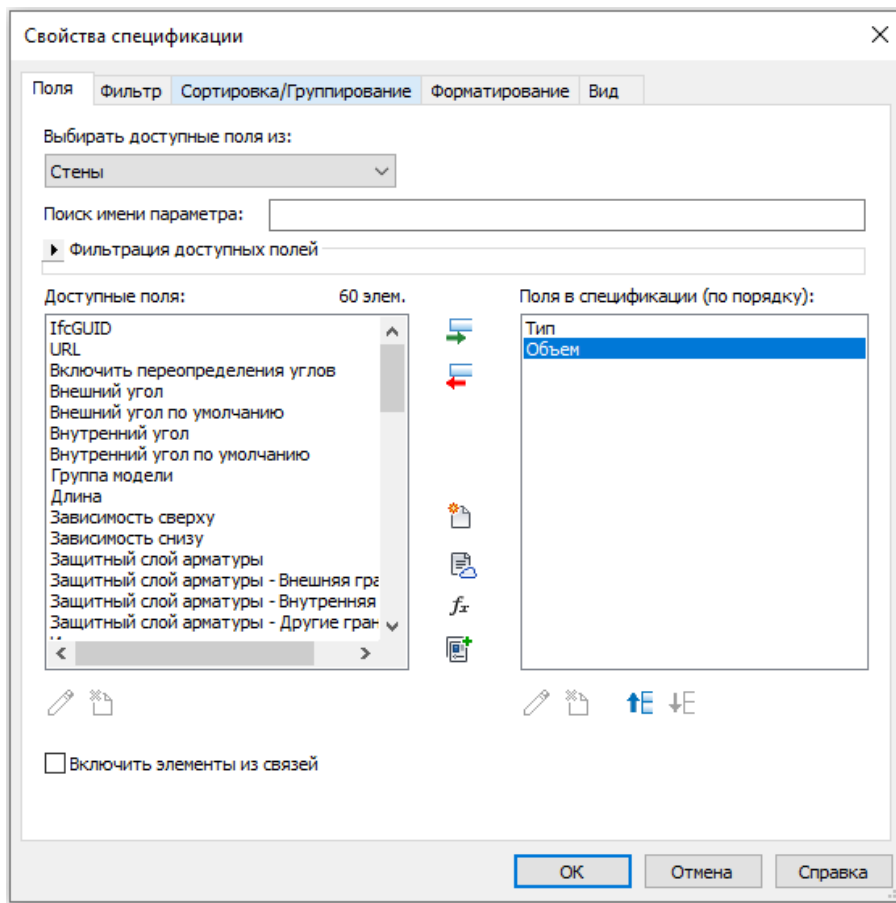 Свойства спецификации
Поля Фильтр Сортировка/Группирование Форматирование Вид
Выбирать доступные поля из:
Стены
Поиск имени параметра:
Фильтрация доступных полей
Доступные поля: 60 элем. Поля в спецификации (по порядку):
IfcGUID
URL
Включить переопределения углов
Внешний угол
Внешний угол по умолчанию
Внутренний угол
Внутренний угол по умолчанию
Группа модели
Длина
Зависимость сверху
Зависимость снизу
Защитный слой арматуры
Защитный слой арматуры - Внешняя гра
Защитный слой арматуры - Внутренняя
Защитный слой арматуры - Другие гран
Тип
Объем
fx
Включить элементы из связей
ОК Отмена Справка